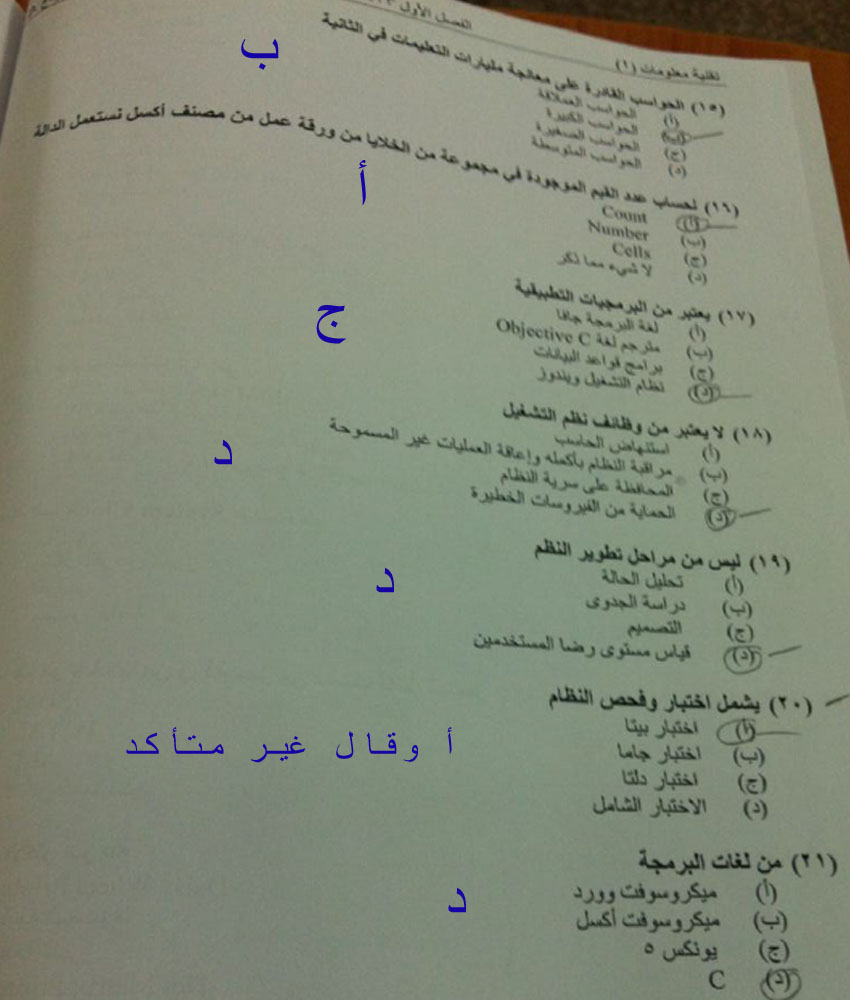 الفصل الأول
تقنية معلومات (١)
(١٥) الحواسب القادرة على معالجة مليارات التعليمات في الثانية
ب
(أ) الحواسب العملاقة
(ب) الحواسب الكبيرة
(ج) الحواسب الصغيرة
(د) الحواسب المتوسطة
(١٦) لحساب عدد القيم الموجودة في مجموعة من الخلايا من ورقة عمل من مصنف أكسل نستعمل الدالة
أ
(أ) Count
(ب) Number
(ج) Cells
(د) لا شيء مما ذكر
(١٧) يعتبر من البرمجيات التطبيقية
ج
(أ) لغة البرمجة جافا
(ب) مترجم لغة Objective C
(ج) برامج قواعد البيانات
(د) نظام التشغيل ويندوز
(١٨) لا يعتبر من وظائف نظم التشغيل
د
(أ) استنهاض الحاسب
(ب) مراقبة النظام بأكمله وإعاقة العمليات غير المسموحة
(ج) المحافظة على سرية النظام
(د) الحماية من الفيروسات الخطيرة
(١٩) ليس من مراحل تطوير النظم
د
(أ) تحليل الحالة
(ب) دراسة الجدوى
(ج) التصميم
(د) قياس مستوى رضا المستخدمين
(٢٠) يشمل اختبار وفحص النظام
أ وقال غير متأكد
(أ) اختبار بيتا
(ب) اختبار جاما
(ج) اختبار دلتا
(د) الاختبار الشامل
(٢١) من لغات البرمجة
د
(أ) ميكروسوفت وورد
(ب) ميكروسوفت أكسل
(ج) يونكس ٥
(د) C